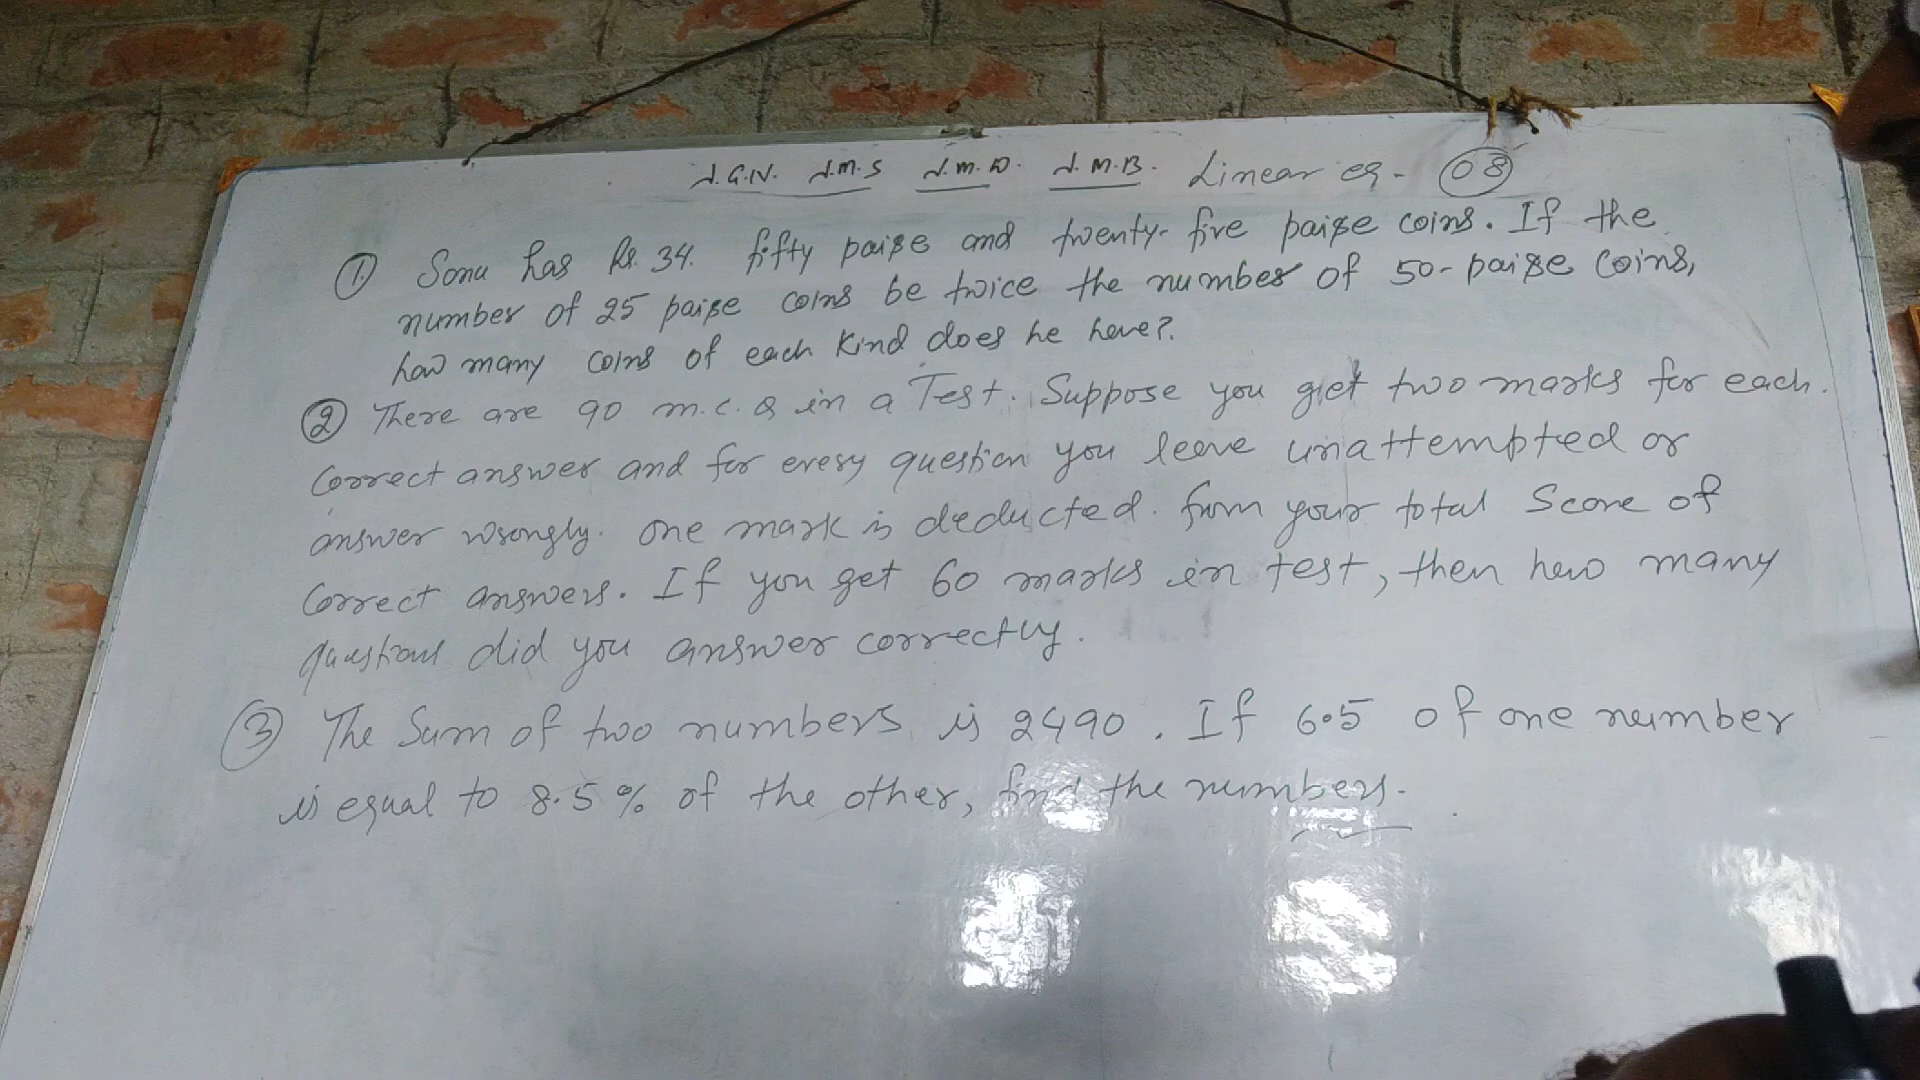 J.G.N. J.M.S J.M.D. J.M.B. Linear eq - 08
① Sonu has Rs. 34. fifty paise and twenty-five paise coins. If the
number of 25 paise coins be twice the number of 50-paise coins,
how many coins of each kind does he have?
② There are 90 m.c.Q in a Test. Suppose you get two marks for each.
Correct answer and for every question you leave unattempted or
answer wrongly. one mark is deducted. from your total Score of
Correct answers. If you get 60 marks in test, then how many
questions did you answer correctly.
③ The Sum of two numbers is 2490. If 6.5 of one number
is equal to 8.5% of the other, find the numbers.